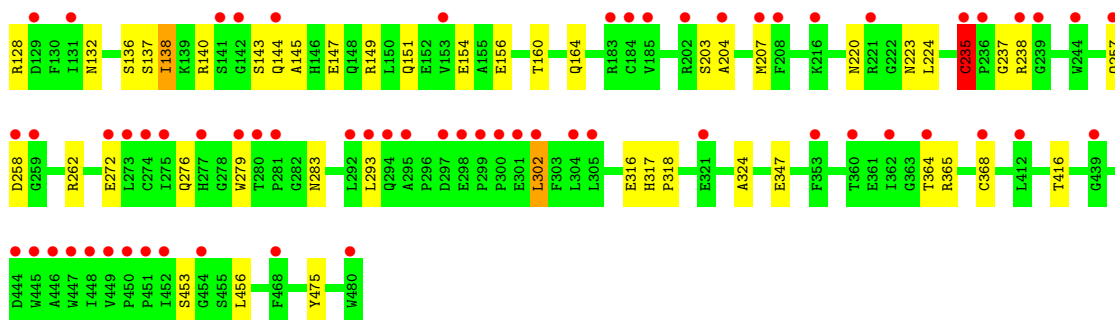 R128 D129 F130 I131 N132 S136 S137 I138 K139 R140 S141 G142 S143 Q144 A145 H146 E147 Q148 R149 L150 Q151 E152 V153 E154 A155 E156 T160 Q164 R183 C184 V185 R202 S203 A204 M207 F208 K216 N220 R221 G222 N223 L224 C235 P236 G237 R238 G239 W244 P257
D258 G259 R262 E272 L273 C274 I275 Q276 H277 G278 W279 T280 P281 G282 N283 L292 L293 Q294 A295 P296 D297 E298 P299 P300 E301 L302 F303 L304 L305 E316 H317 P318 E321 A324 E347 F353 T360 E361 I362 G363 T364 R365 C368 L412 T416 G439
D444 W445 A446 W447 I448 V449 P450 P451 I452 S453 G454 S455 L456 F468 Y475 W480